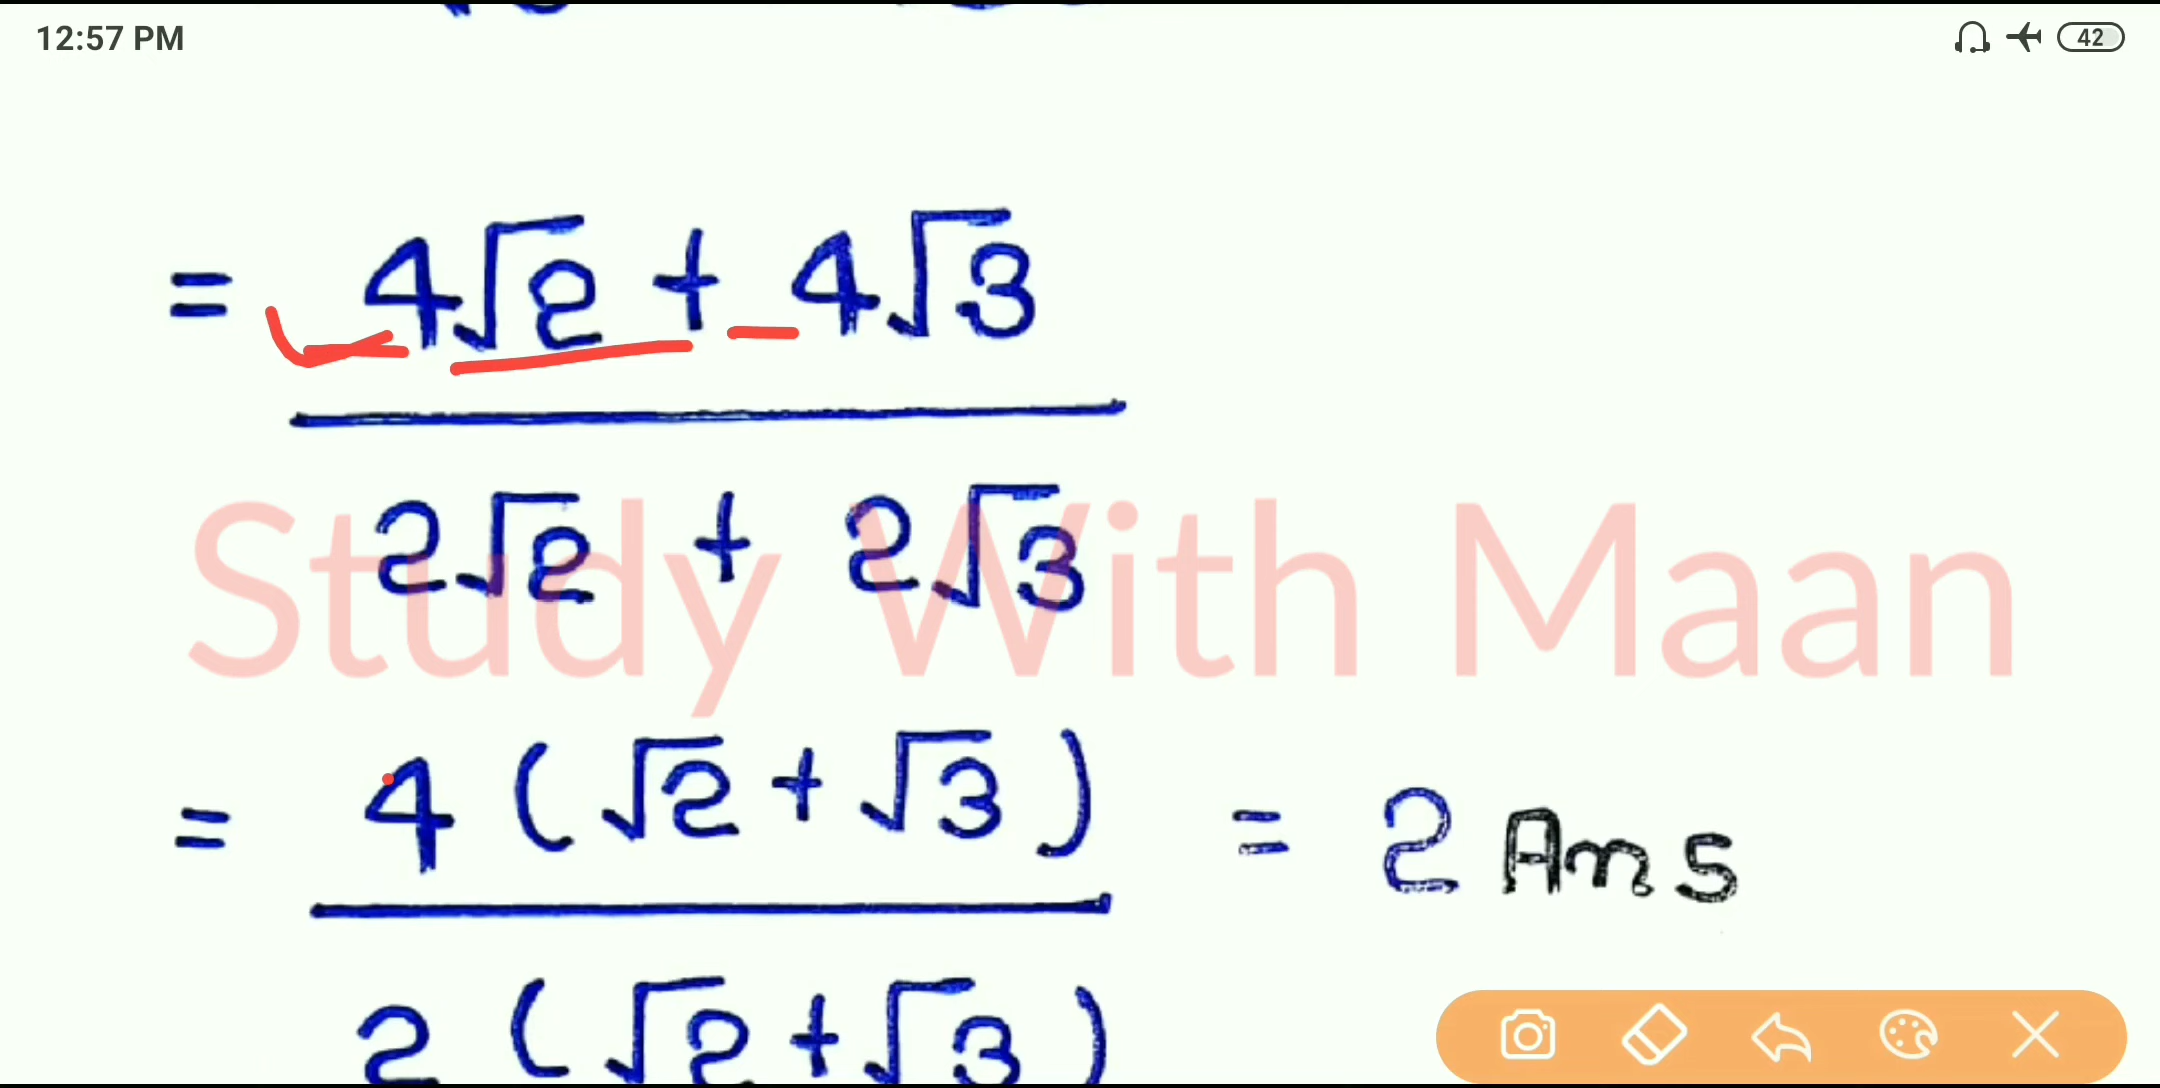 12:57 PM
42
= 4√2 + 4√3
2√2 + 2√3
Study With Maan
= 4 (√2 + √3) = 2 Ans
2 (√2 + √3)